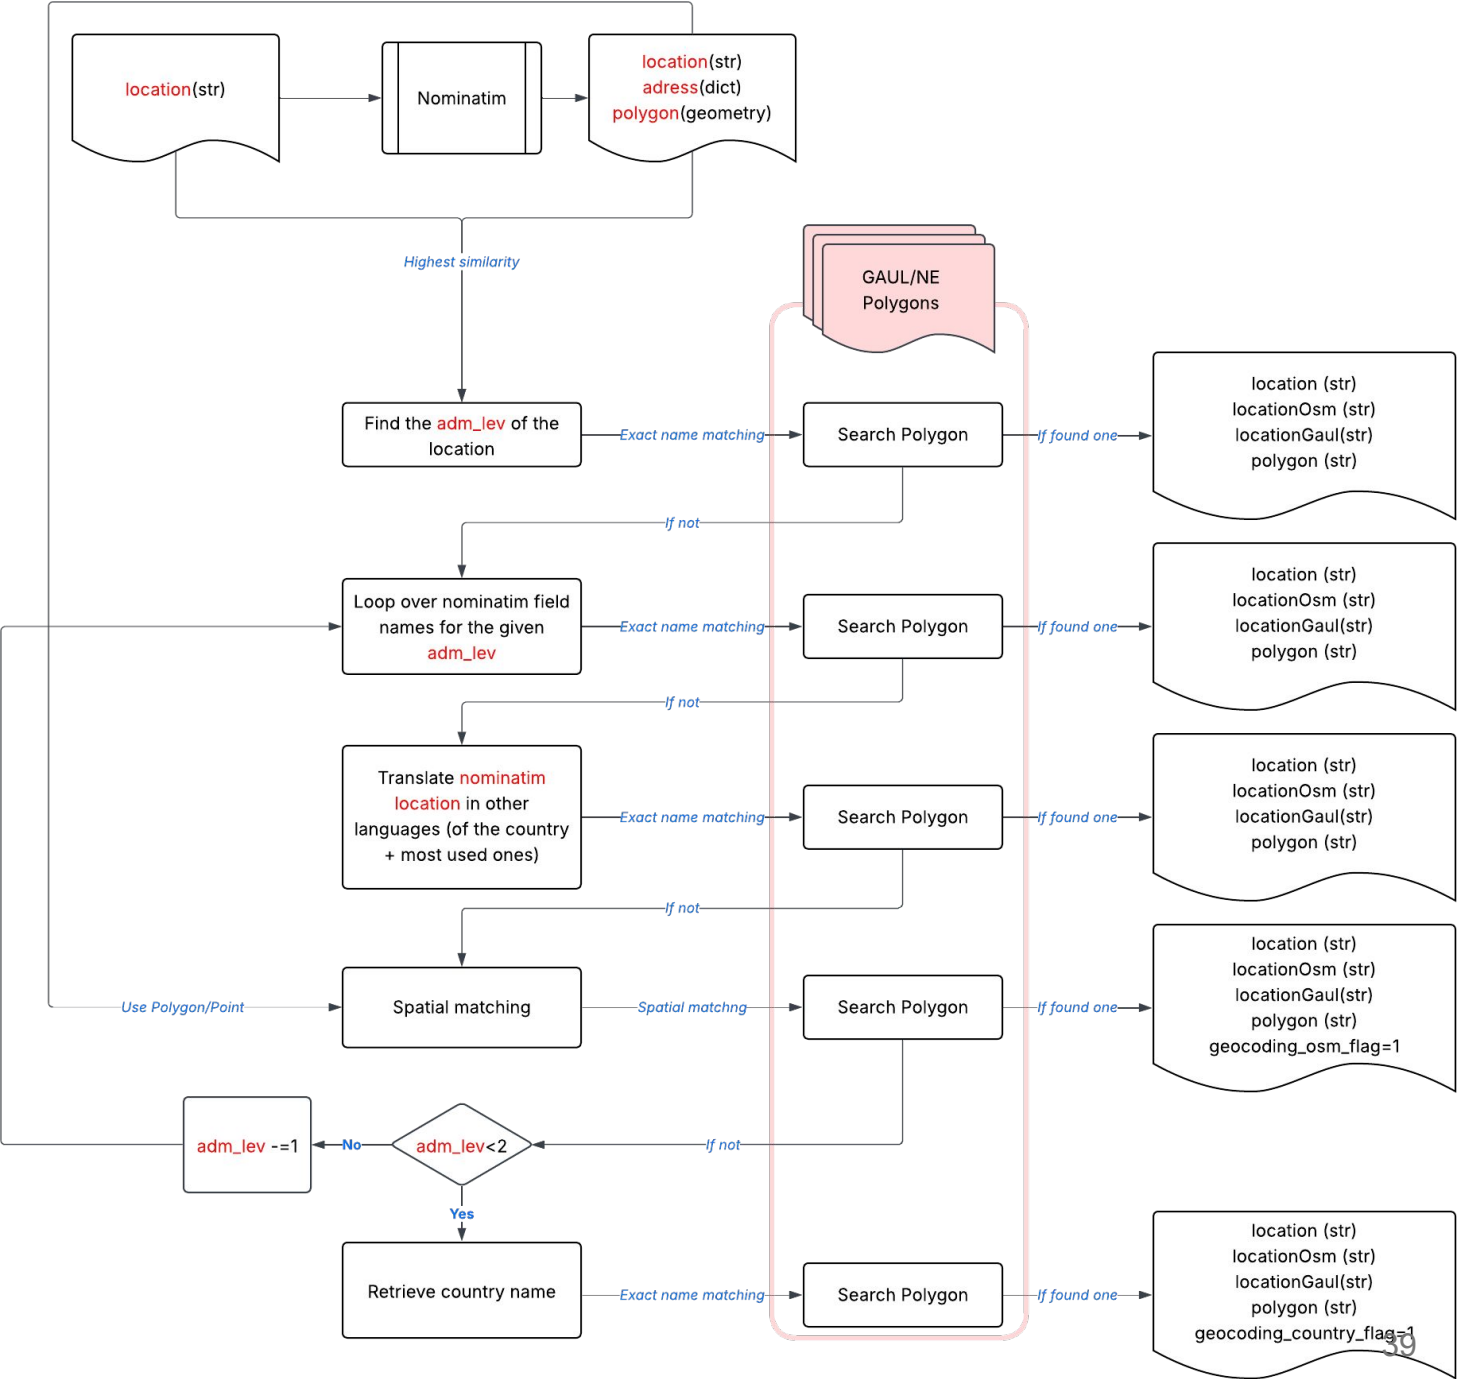 location(str)
Nominatim
location(str)
adress(dict)
polygon(geometry)
Highest similarity
GAUL/NE
Polygons
Find the adm_lev of the
location
Exact name matching
Search Polygon
If found one
location (str)
locationOsm (str)
locationGaul(str)
polygon (str)
If not
Loop over nominatim field
names for the given
adm_lev
Exact name matching
Search Polygon
If found one
location (str)
locationOsm (str)
locationGaul(str)
polygon (str)
If not
Translate nominatim
location in other
languages (of the country
+ most used ones)
Exact name matching
Search Polygon
If found one
location (str)
locationOsm (str)
locationGaul(str)
polygon (str)
If not
Use Polygon/Point
Spatial matching
Spatial matchng
Search Polygon
If found one
location (str)
locationOsm (str)
locationGaul(str)
polygon (str)
geocoding_osm_flag=1
adm_lev -=1
No
adm_lev<2
If not
Yes
Retrieve country name
Exact name matching
Search Polygon
If found one
location (str)
locationOsm (str)
locationGaul(str)
polygon (str)
geocoding_country_flag=1
39